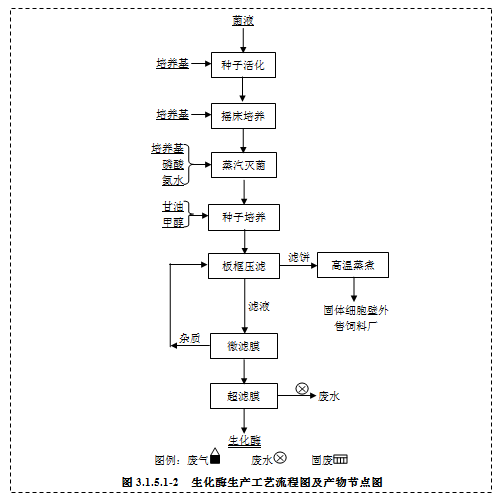 菌液
培养基
种子活化
培养基
摇床培养
培养基
磷酸
氨水
蒸汽灭菌
甘油
甲醇
种子培养
板框压滤
滤饼
高温蒸煮
滤液
固体细胞壁外
售饲料厂
杂质
微滤膜
超滤膜
废水
生化酶
图例：废气 废水 固废
图 3.1.5.1-2 生化酶生产工艺流程图及产物节点图